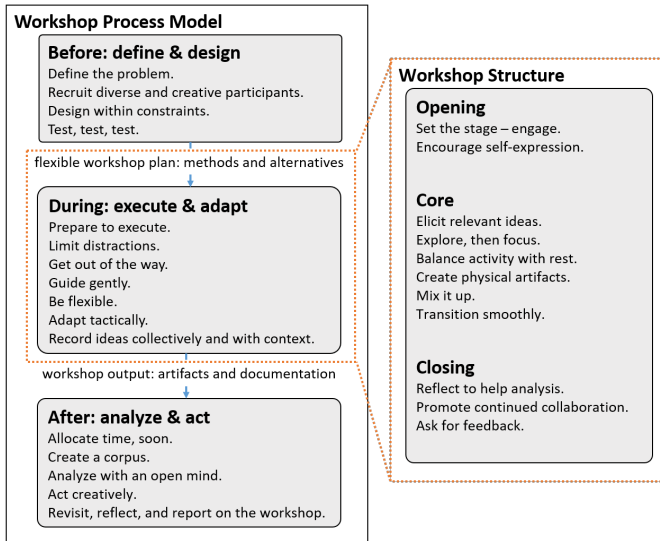 Workshop Process Model
Before: define & design
Define the problem.
Recruit diverse and creative participants.
Design within constraints.
Test, test, test.
flexible workshop plan: methods and alternatives
During: execute & adapt
Prepare to execute.
Limit distractions.
Get out of the way.
Guide gently.
Be flexible.
Adapt tactically.
Record ideas collectively and with context.
workshop output: artifacts and documentation
After: analyze & act
Allocate time, soon.
Create a corpus.
Analyze with an open mind.
Act creatively.
Revisit, reflect, and report on the workshop.
Workshop Structure
Opening
Set the stage – engage.
Encourage self-expression.
Core
Elicit relevant ideas.
Explore, then focus.
Balance activity with rest.
Create physical artifacts.
Mix it up.
Transition smoothly.
Closing
Reflect to help analysis.
Promote continued collaboration.
Ask for feedback.